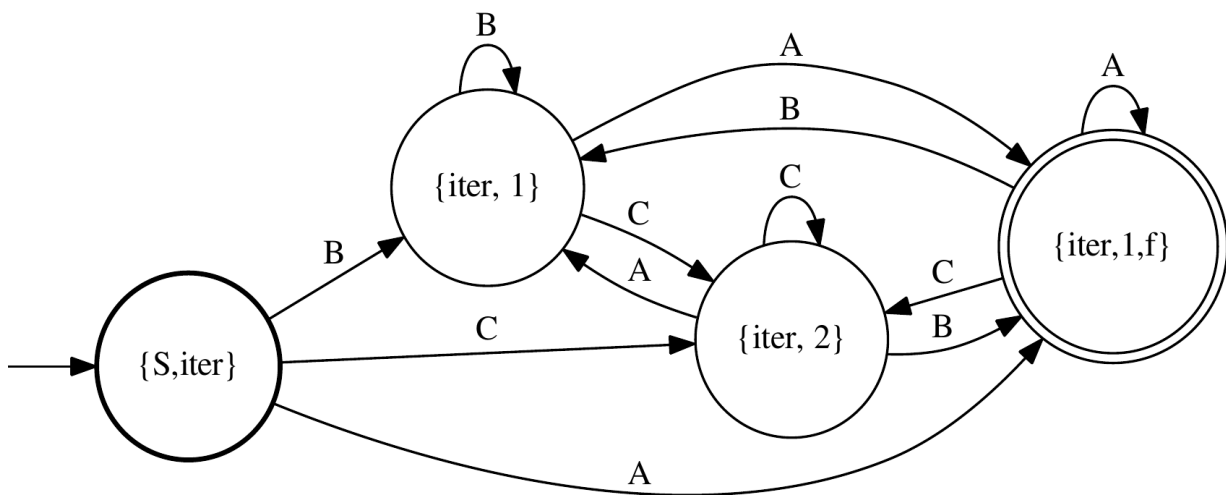 B
A
A
B
{iter, 1}
C
C
{iter,1,f}
B
A
C
{iter, 2}
B
C
{S,iter}
A